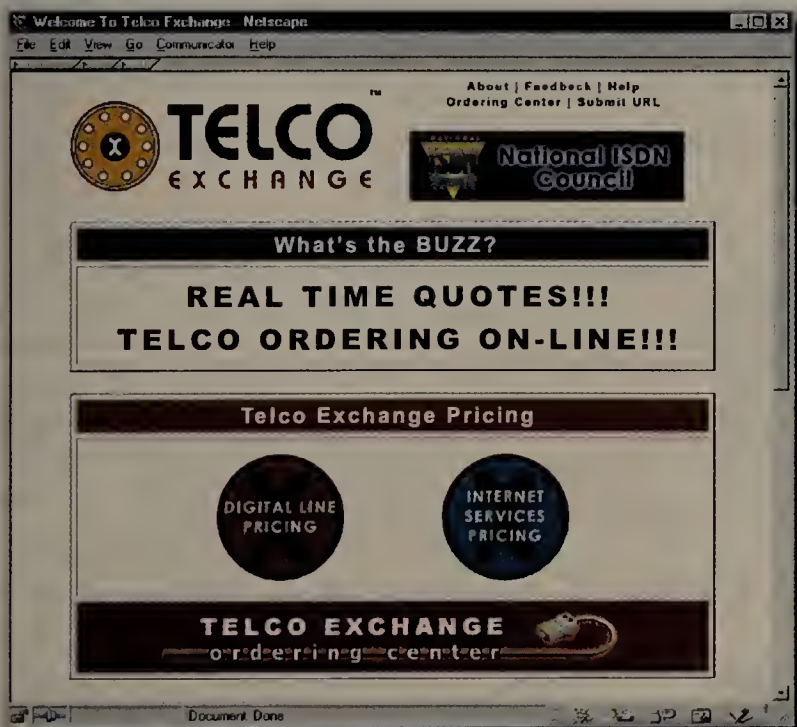 Welcome To Telco Exchange - Netscape
File Edit View Go Communicator Help
About | Feedback | Help
Ordering Center | Submit URL
TELCO™
EXCHANGE
X
National ISDN
Council
What's the BUZZ?
REAL TIME QUOTES!!!
TELCO ORDERING ON-LINE!!!
Telco Exchange Pricing
DIGITAL LINE
PRICING
INTERNET
SERVICES
PRICING
TELCO EXCHANGE
ordering center
Document Done